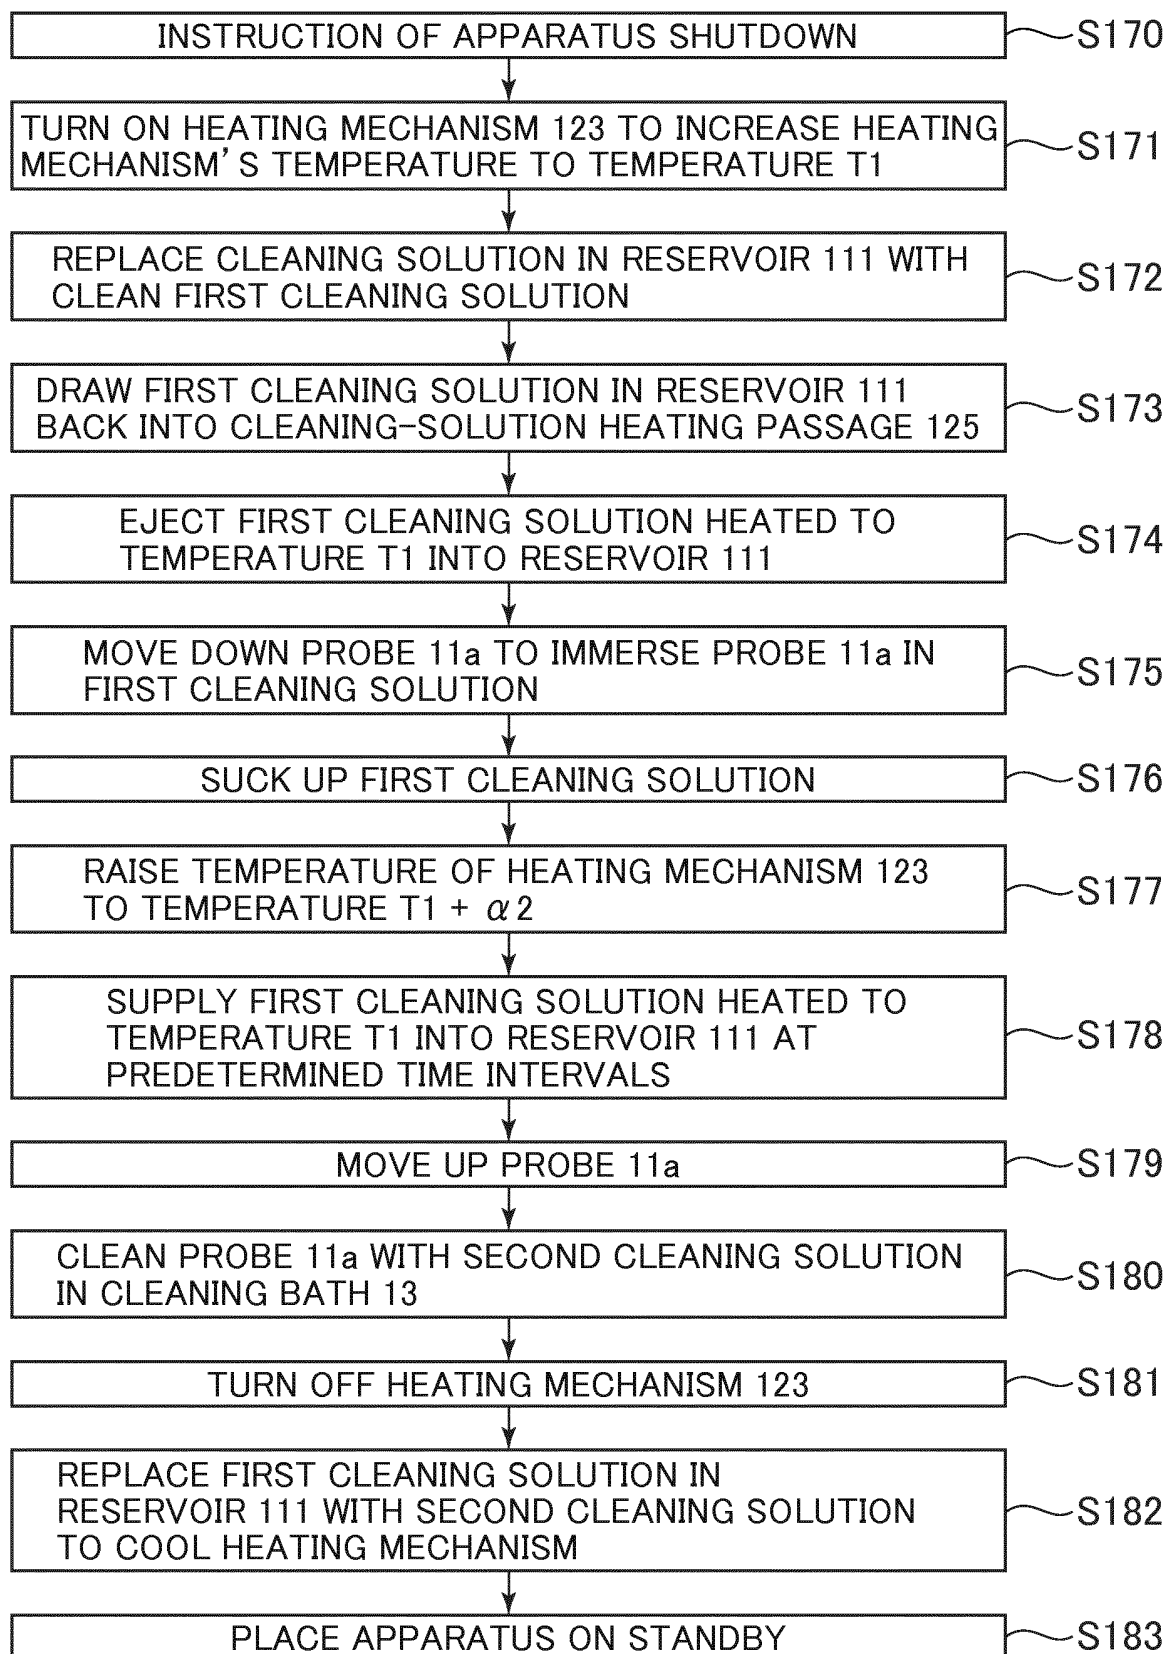 INSTRUCTION OF APPARATUS SHUTDOWN
S170
TURN ON HEATING MECHANISM 123 TO INCREASE HEATING
MECHANISM'S TEMPERATURE TO TEMPERATURE T1
S171
REPLACE CLEANING SOLUTION IN RESERVOIR 111 WITH
CLEAN FIRST CLEANING SOLUTION
S172
DRAW FIRST CLEANING SOLUTION IN RESERVOIR 111
BACK INTO CLEANING-SOLUTION HEATING PASSAGE 125
S173
EJECT FIRST CLEANING SOLUTION HEATED TO
TEMPERATURE T1 INTO RESERVOIR 111
S174
MOVE DOWN PROBE 11a TO IMMERSE PROBE 11a IN
FIRST CLEANING SOLUTION
S175
SUCK UP FIRST CLEANING SOLUTION
S176
RAISE TEMPERATURE OF HEATING MECHANISM 123
TO TEMPERATURE T1 + α2
S177
SUPPLY FIRST CLEANING SOLUTION HEATED TO
TEMPERATURE T1 INTO RESERVOIR 111 AT
PREDETERMINED TIME INTERVALS
S178
MOVE UP PROBE 11a
S179
CLEAN PROBE 11a WITH SECOND CLEANING SOLUTION
IN CLEANING BATH 13
S180
TURN OFF HEATING MECHANISM 123
S181
REPLACE FIRST CLEANING SOLUTION IN
RESERVOIR 111 WITH SECOND CLEANING SOLUTION
TO COOL HEATING MECHANISM
S182
PLACE APPARATUS ON STANDBY
S183